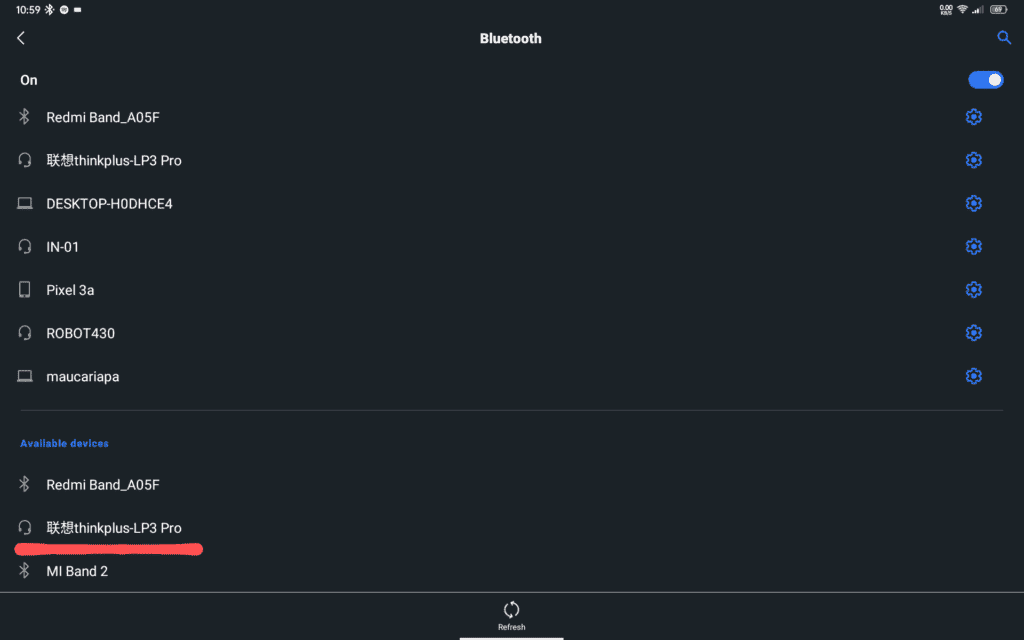 10:59
0.00
KB/S
69
Bluetooth
On
Redmi Band_A05F
联想thinkplus-LP3 Pro
DESKTOP-H0DHCE4
IN-01
Pixel 3a
ROBOT430
maucariapa
Available devices
Redmi Band_A05F
联想thinkplus-LP3 Pro
MI Band 2
Refresh